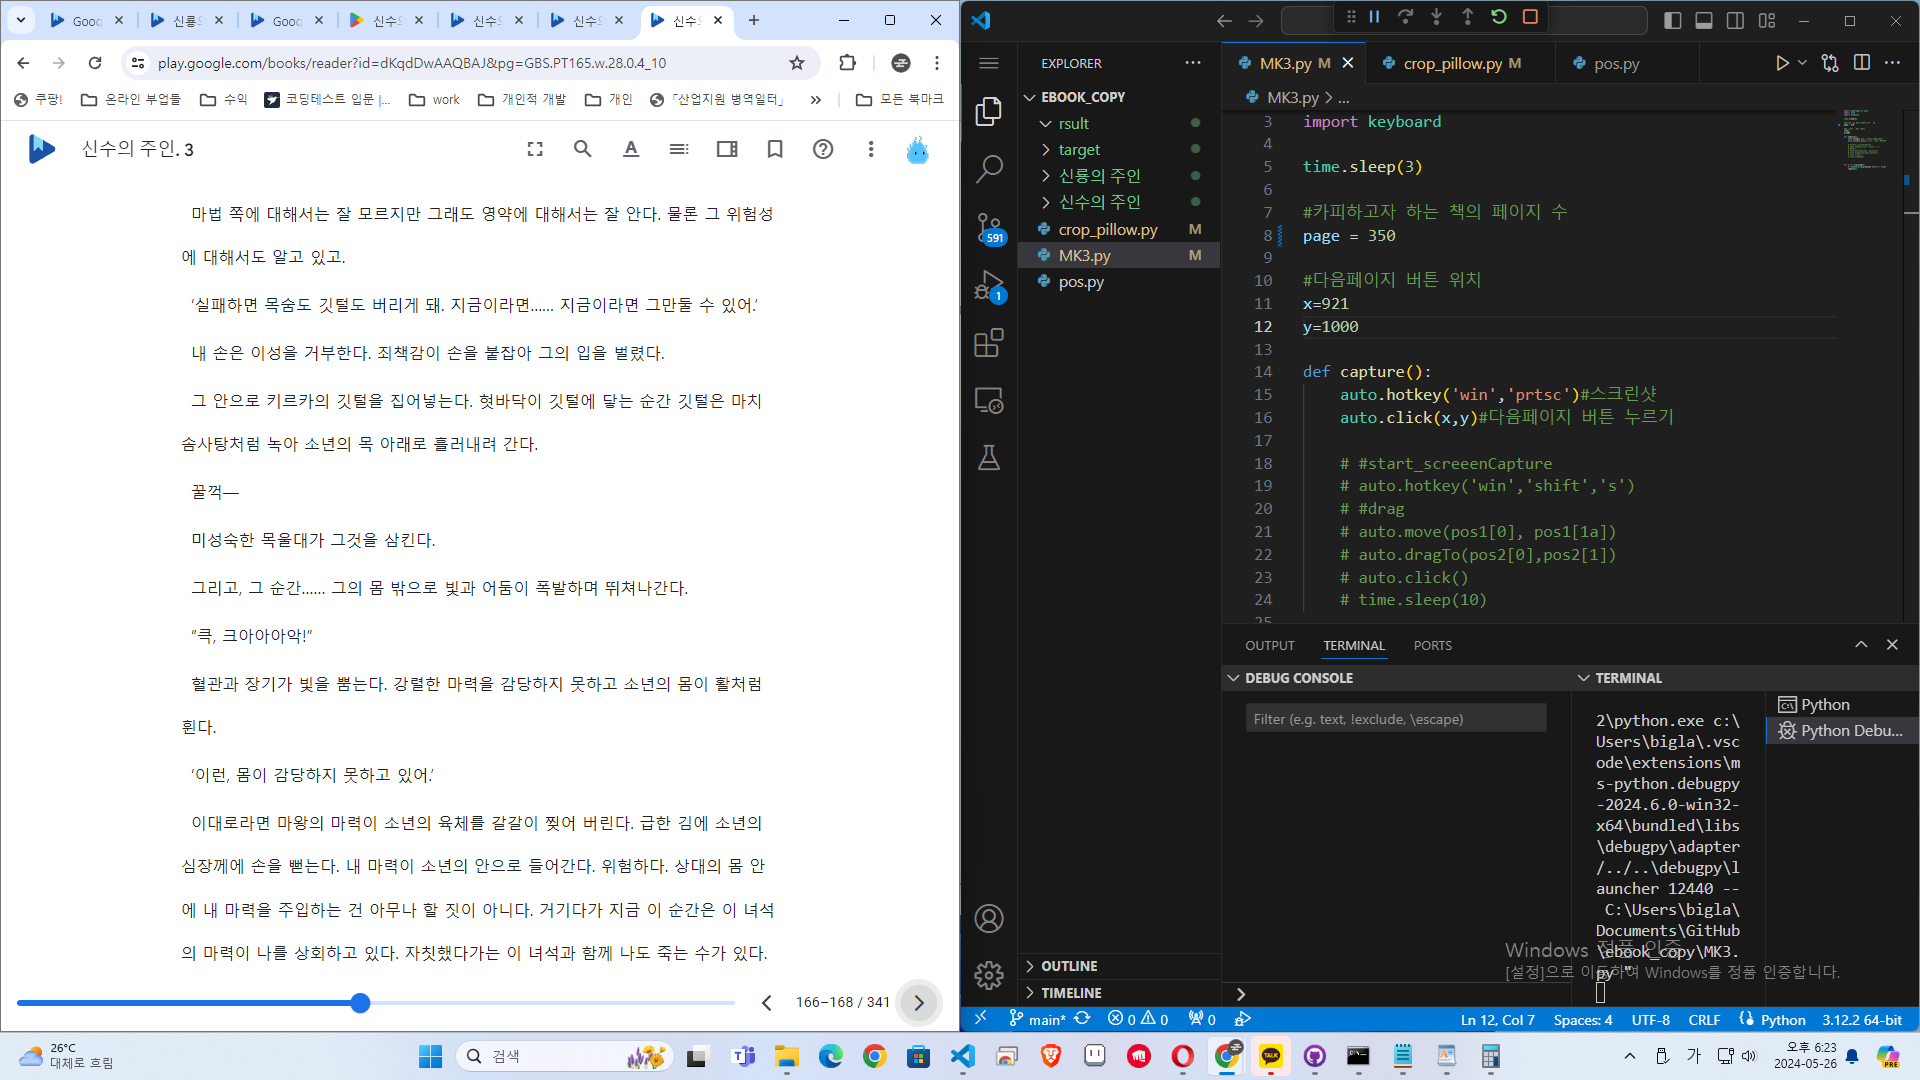 Goog
신룡으
Goog
신수으
신수으
신수으
신수으
play.google.com/books/reader?id=dKqdDwAAQBAJ&pg=GBS.PT165.w.28.0.4_10
쿠팡!
온라인 부업들
수익
코딩테스트 입문 |...
work
개인적 개발
개인
「산업지원 병역일터」
»
모든 북마크
신수의 주인. 3
마법 쪽에 대해서는 잘 모르지만 그래도 영약에 대해서는 잘 안다. 물론 그 위험성
에 대해서도 알고 있고.
‘실패하면 목숨도 깃털도 버리게 돼. 지금이라면…… 지금이라면 그만둘 수 있어.’
내 손은 이성을 거부한다. 죄책감이 손을 붙잡아 그의 입을 벌렸다.
그 안으로 키르카의 깃털을 집어넣는다. 혓바닥이 깃털에 닿는 순간 깃털은 마치
솜사탕처럼 녹아 소년의 목 아래로 흘러내려 간다.
꿀꺽—
미성숙한 목울대가 그것을 삼킨다.
그리고, 그 순간…… 그의 몸 밖으로 빛과 어둠이 폭발하며 뛰쳐나간다.
“큭, 크아아아악!”
혈관과 장기가 빛을 뿜는다. 강렬한 마력을 감당하지 못하고 소년의 몸이 활처럼
휜다.
‘이런, 몸이 감당하지 못하고 있어.’
이대로라면 마왕의 마력이 소년의 육체를 갈갈이 찢어 버린다. 급한 김에 소년의
심장께에 손을 뻗는다. 내 마력이 소년의 안으로 들어간다. 위험하다. 상대의 몸 안
에 내 마력을 주입하는 건 아무나 할 짓이 아니다. 거기다가 지금 이 순간은 이 녀석
의 마력이 나를 상회하고 있다. 자칫했다가는 이 녀석과 함께 나도 죽는 수가 있다.
166–168 / 341
EXPLORER
EBOOK_COPY
rsult
target
신룡의 주인
신수의 주인
crop_pillow.py M
MK3.py M
pos.py
591
1
OUTLINE
TIMELINE
MK3.py M
crop_pillow.py M
pos.py
MK3.py > ...
3 import keyboard
4
5 time.sleep(3)
6
7 #카피하고자 하는 책의 페이지 수
8 page = 350
9
10 #다음페이지 버튼 위치
11 x=921
12 y=1000
13
14 def capture():
15 auto.hotkey('win','prtsc')#스크린샷
16 auto.click(x,y)#다음페이지 버튼 누르기
17
18 # #start_screeenCapture
19 # auto.hotkey('win','shift','s')
20 # #drag
21 # auto.move(pos1[0], pos1[1a])
22 # auto.dragTo(pos2[0],pos2[1])
23 # auto.click()
24 # time.sleep(10)
25
OUTPUT
TERMINAL
PORTS
DEBUG CONSOLE
Filter (e.g. text, !exclude, \escape)
TERMINAL
2\python.exe c:\
Users\bigla\.vsc
ode\extensions\m
s-python.debugpy
-2024.6.0-win32-
x64\bundled\libs
\debugpy\adapter
/../..\debugpy\l
auncher 12440 --
C:\Users\bigla\
Documents\GitHub
\ebook_copy\MK3.
py "
Python
Python Debu...
Windows 정품 인증
[설정]으로 이동하여 Windows를 정품 인증합니다.
main*
0
0
0
Ln 12, Col 7
Spaces: 4
UTF-8
CRLF
Python
3.12.2 64-bit
26°C
대체로 흐림
검색
TALK
가
오후 6:23
2024-05-26
PRE